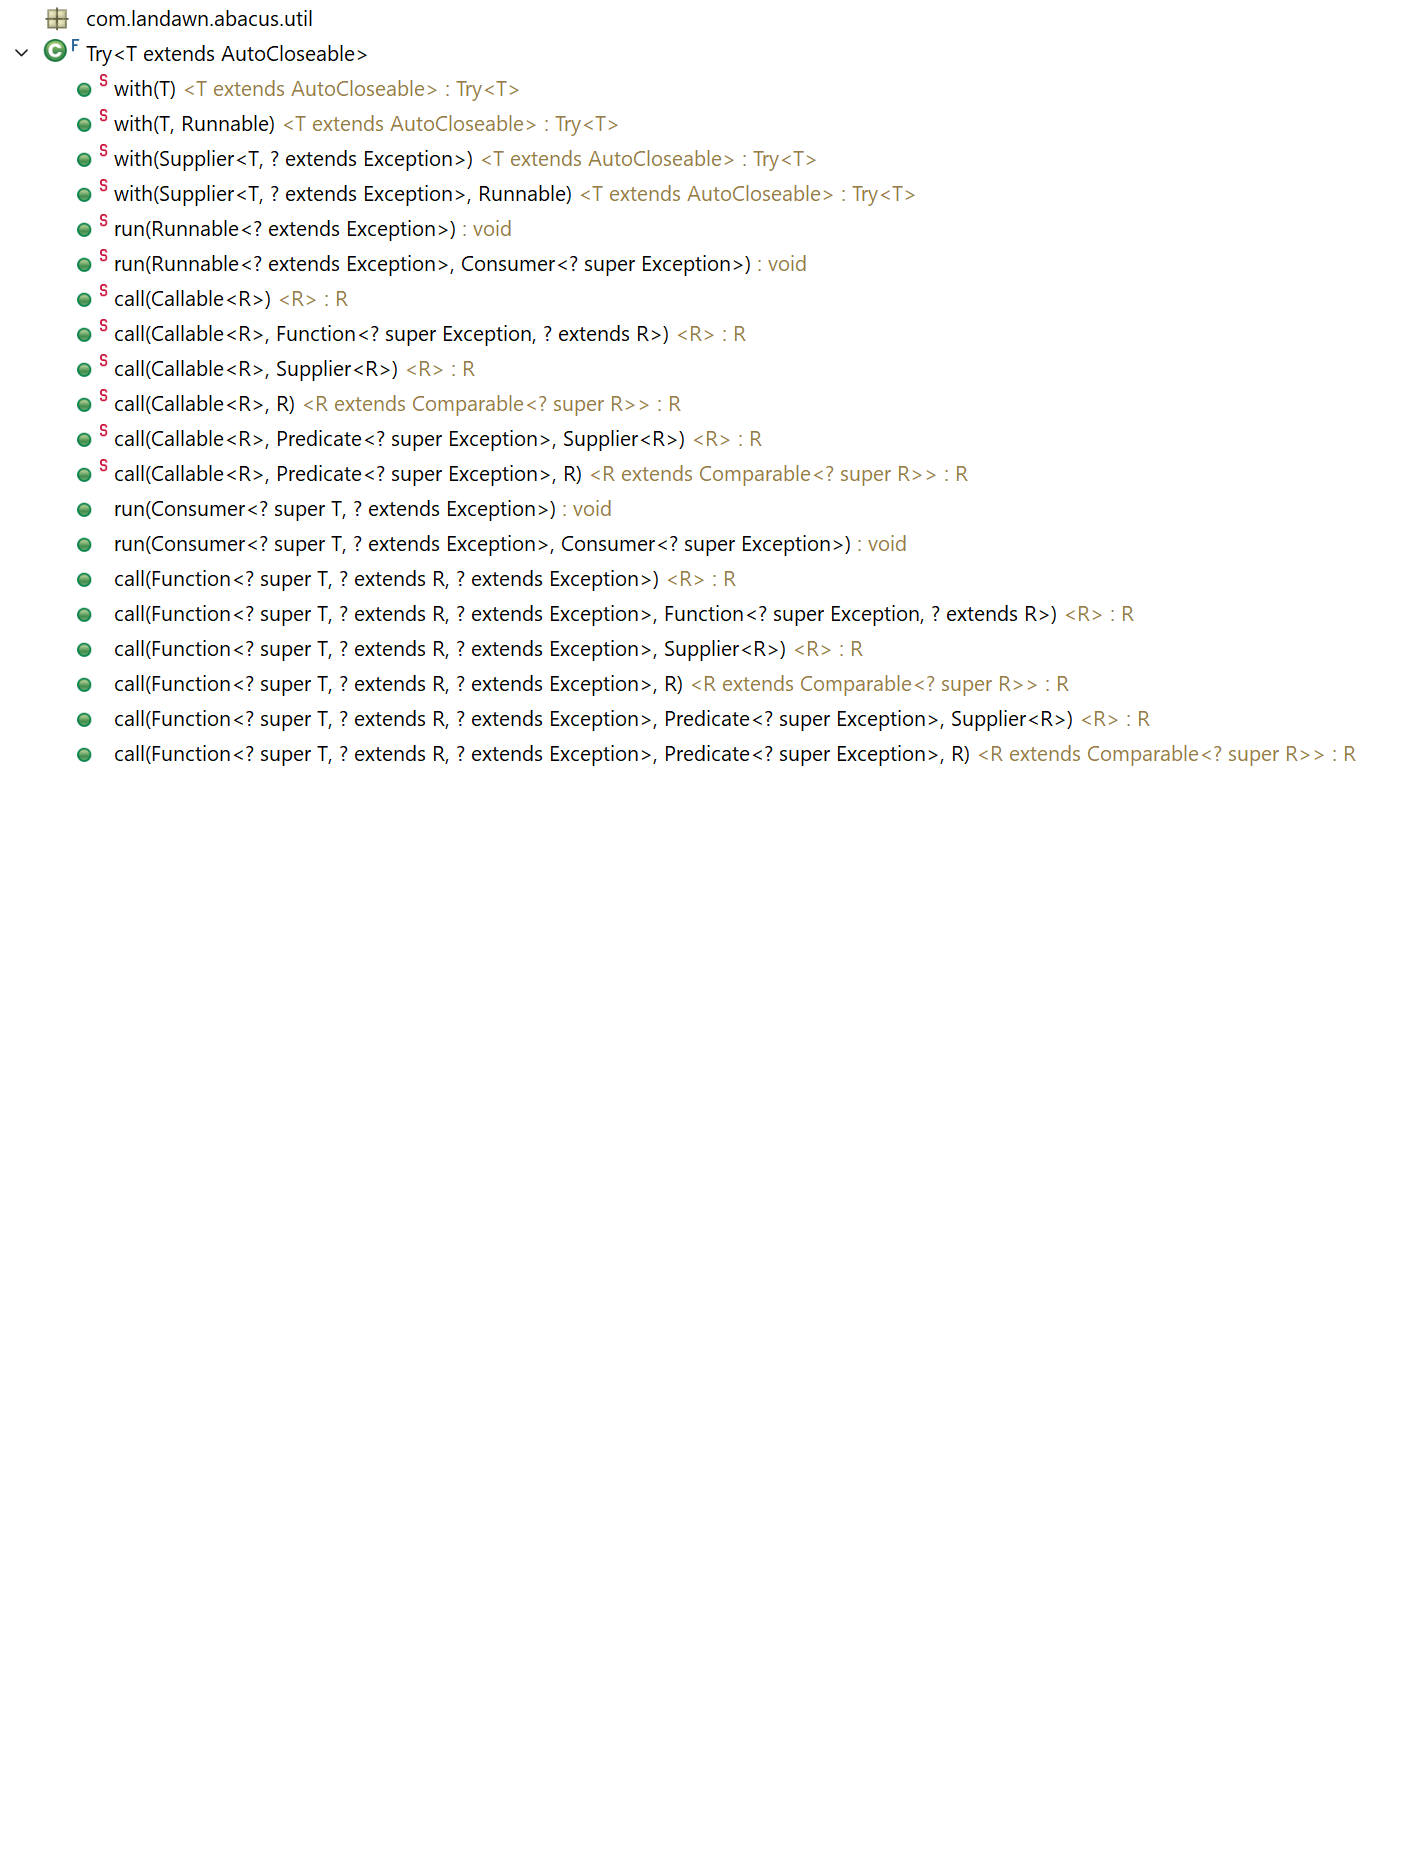 com.landawn.abacus.util
C F Try<T extends AutoCloseable>
S with(T) <T extends AutoCloseable> : Try<T>
S with(T, Runnable) <T extends AutoCloseable> : Try<T>
S with(Supplier<T, ? extends Exception>) <T extends AutoCloseable> : Try<T>
S with(Supplier<T, ? extends Exception>, Runnable) <T extends AutoCloseable> : Try<T>
S run(Runnable<? extends Exception>) : void
S run(Runnable<? extends Exception>, Consumer<? super Exception>) : void
S call(Callable<R>) <R> : R
S call(Callable<R>, Function<? super Exception, ? extends R>) <R> : R
S call(Callable<R>, Supplier<R>) <R> : R
S call(Callable<R>, R) <R extends Comparable<? super R>> : R
S call(Callable<R>, Predicate<? super Exception>, Supplier<R>) <R> : R
S call(Callable<R>, Predicate<? super Exception>, R) <R extends Comparable<? super R>> : R
run(Consumer<? super T, ? extends Exception>) : void
run(Consumer<? super T, ? extends Exception>, Consumer<? super Exception>) : void
call(Function<? super T, ? extends R, ? extends Exception>) <R> : R
call(Function<? super T, ? extends R, ? extends Exception>, Function<? super Exception, ? extends R>) <R> : R
call(Function<? super T, ? extends R, ? extends Exception>, Supplier<R>) <R> : R
call(Function<? super T, ? extends R, ? extends Exception>, R) <R extends Comparable<? super R>> : R
call(Function<? super T, ? extends R, ? extends Exception>, Predicate<? super Exception>, Supplier<R>) <R> : R
call(Function<? super T, ? extends R, ? extends Exception>, Predicate<? super Exception>, R) <R extends Comparable<? super R>> : R